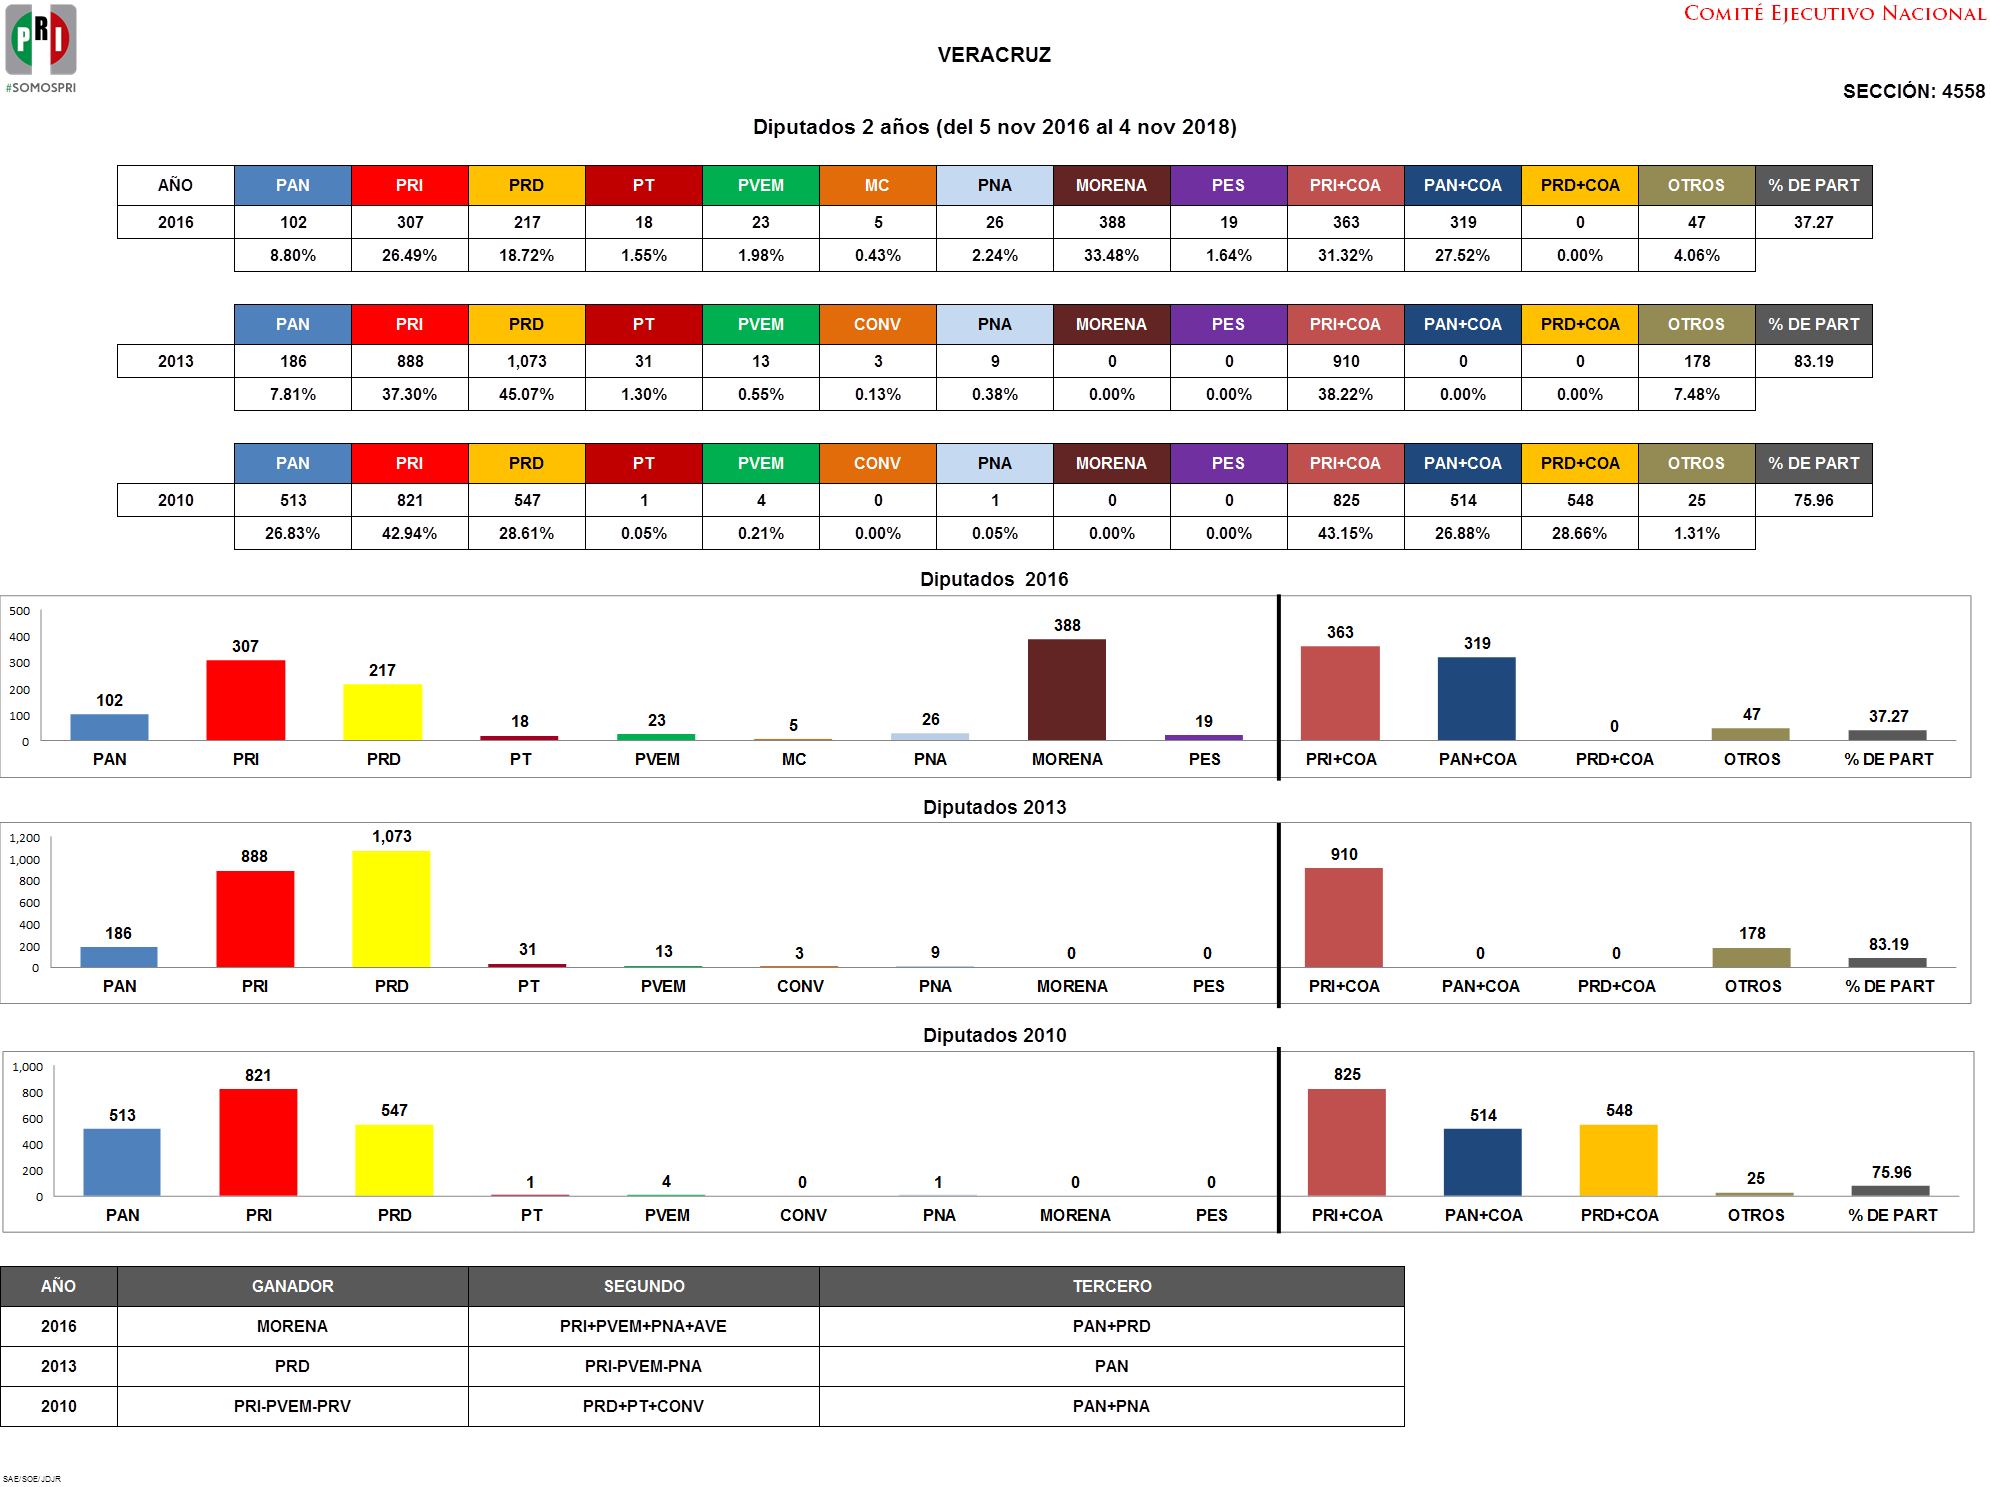 PRI
#SOMOSPRI
COMITÉ EJECUTIVO NACIONAL
VERACRUZ
SECCIÓN: 4558
Diputados 2 años (del 5 nov 2016 al 4 nov 2018)
AÑO PAN PRI PRD PT PVEM MC PNA MORENA PES PRI+COA PAN+COA PRD+COA OTROS % DE PART
2016 102 307 217 18 23 5 26 388 19 363 319 0 47 37.27
8.80% 26.49% 18.72% 1.55% 1.98% 0.43% 2.24% 33.48% 1.64% 31.32% 27.52% 0.00% 4.06%
PAN PRI PRD PT PVEM CONV PNA MORENA PES PRI+COA PAN+COA PRD+COA OTROS % DE PART
2013 186 888 1,073 31 13 3 9 0 0 910 0 0 178 83.19
7.81% 37.30% 45.07% 1.30% 0.55% 0.13% 0.38% 0.00% 0.00% 38.22% 0.00% 0.00% 7.48%
PAN PRI PRD PT PVEM CONV PNA MORENA PES PRI+COA PAN+COA PRD+COA OTROS % DE PART
2010 513 821 547 1 4 0 1 0 0 825 514 548 25 75.96
26.83% 42.94% 28.61% 0.05% 0.21% 0.00% 0.05% 0.00% 0.00% 43.15% 26.88% 28.66% 1.31%
Diputados 2016
500
400
300
200
100
0
102 307 217 18 23 5 26 388 19 363 319 0 47 37.27
PAN PRI PRD PT PVEM MC PNA MORENA PES PRI+COA PAN+COA PRD+COA OTROS % DE PART
Diputados 2013
1,200
1,000
800
600
400
200
0
186 888 1,073 31 13 3 9 0 0 910 0 0 178 83.19
PAN PRI PRD PT PVEM CONV PNA MORENA PES PRI+COA PAN+COA PRD+COA OTROS % DE PART
Diputados 2010
1,000
800
600
400
200
0
513 821 547 1 4 0 1 0 0 825 514 548 25 75.96
PAN PRI PRD PT PVEM CONV PNA MORENA PES PRI+COA PAN+COA PRD+COA OTROS % DE PART
AÑO GANADOR SEGUNDO TERCERO
2016 MORENA PRI+PVEM+PNA+AVE PAN+PRD
2013 PRD PRI-PVEM-PNA PAN
2010 PRI-PVEM-PRV PRD+PT+CONV PAN+PNA
SAE/SOE/JDJR